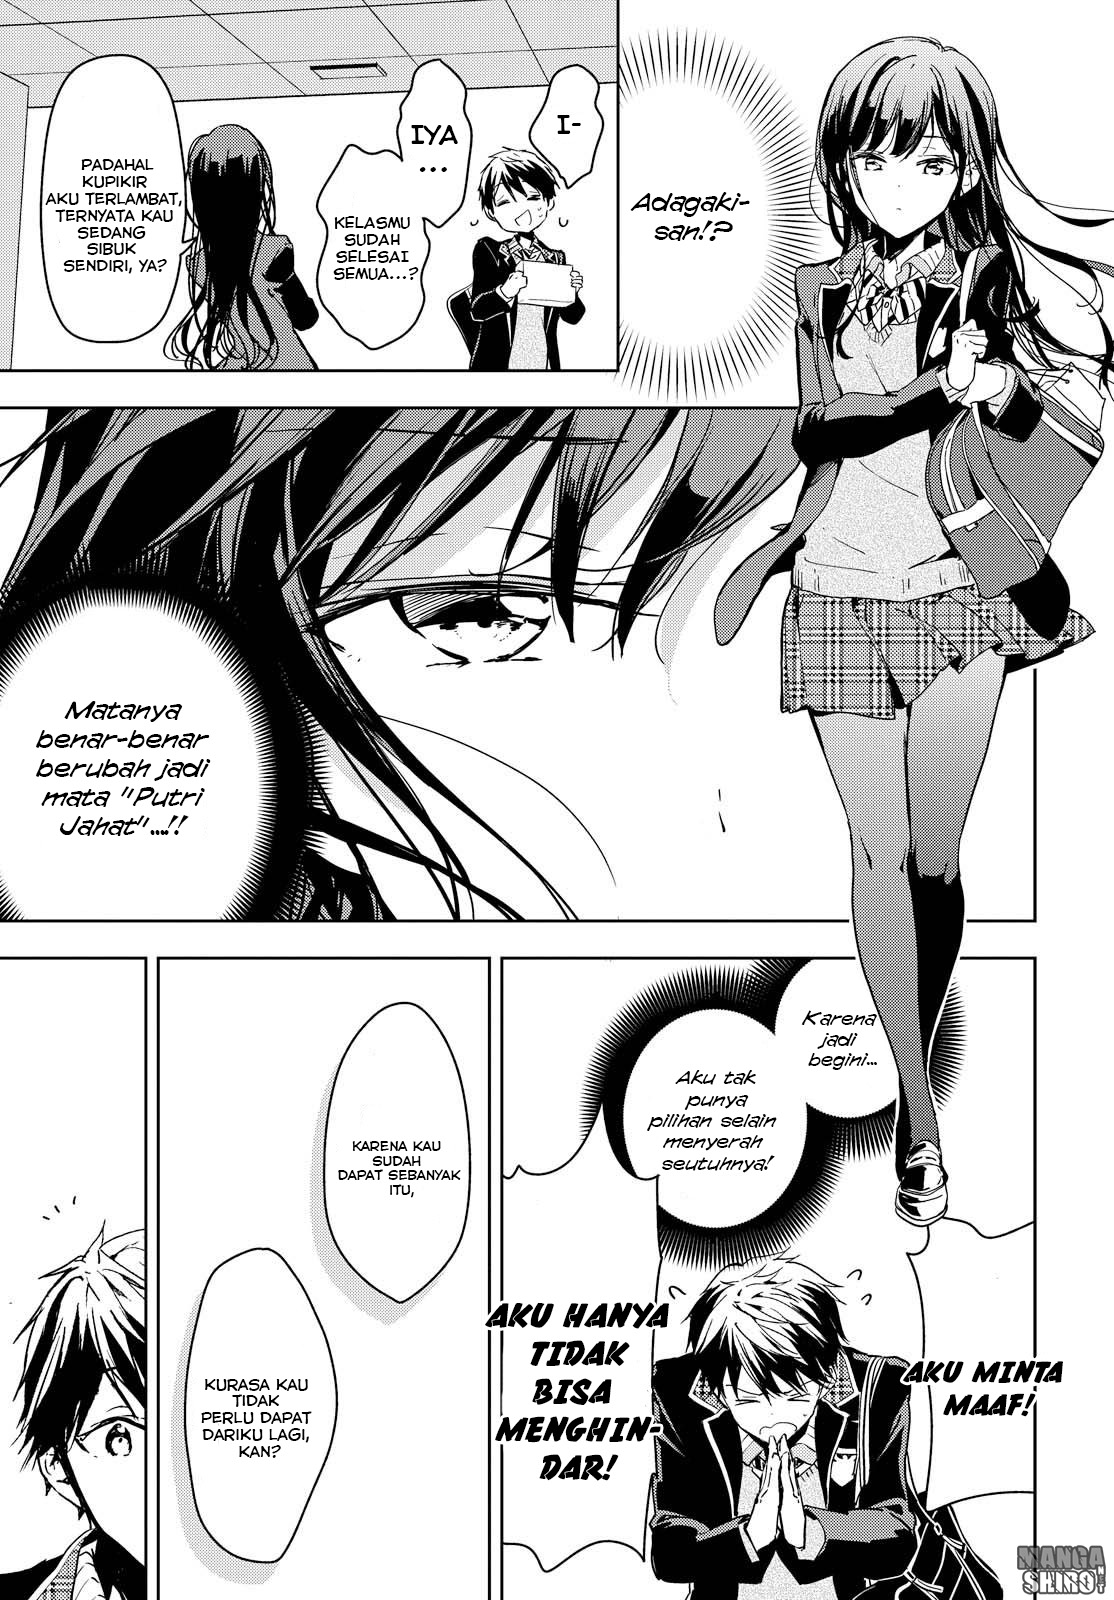 Adagaki-
san!?
I-
IYA
...
KELASMU
SUDAH
SELESAI
SEMUA...?
PADAHAL
KUPIKIR
AKU TERLAMBAT,
TERNYATA KAU
SEDANG
SIBUK
SENDIRI, YA?
Matanya
benar-benar
berubah jadi
mata "Putri
Jahat"...!!
Karena
jadi
begini...
Aku tak
punya
pilihan selain
menyerah
seutuhnya!
AKU MINTA
MAAF!
AKU HANYA
TIDAK
BISA
MENGHIN-
DAR!
KARENA KAU
SUDAH
DAPAT SEBANYAK
ITU,
KURASA KAU
TIDAK
PERLU DAPAT
DARIKU LAGI,
KAN?
MANGA
SHIRO